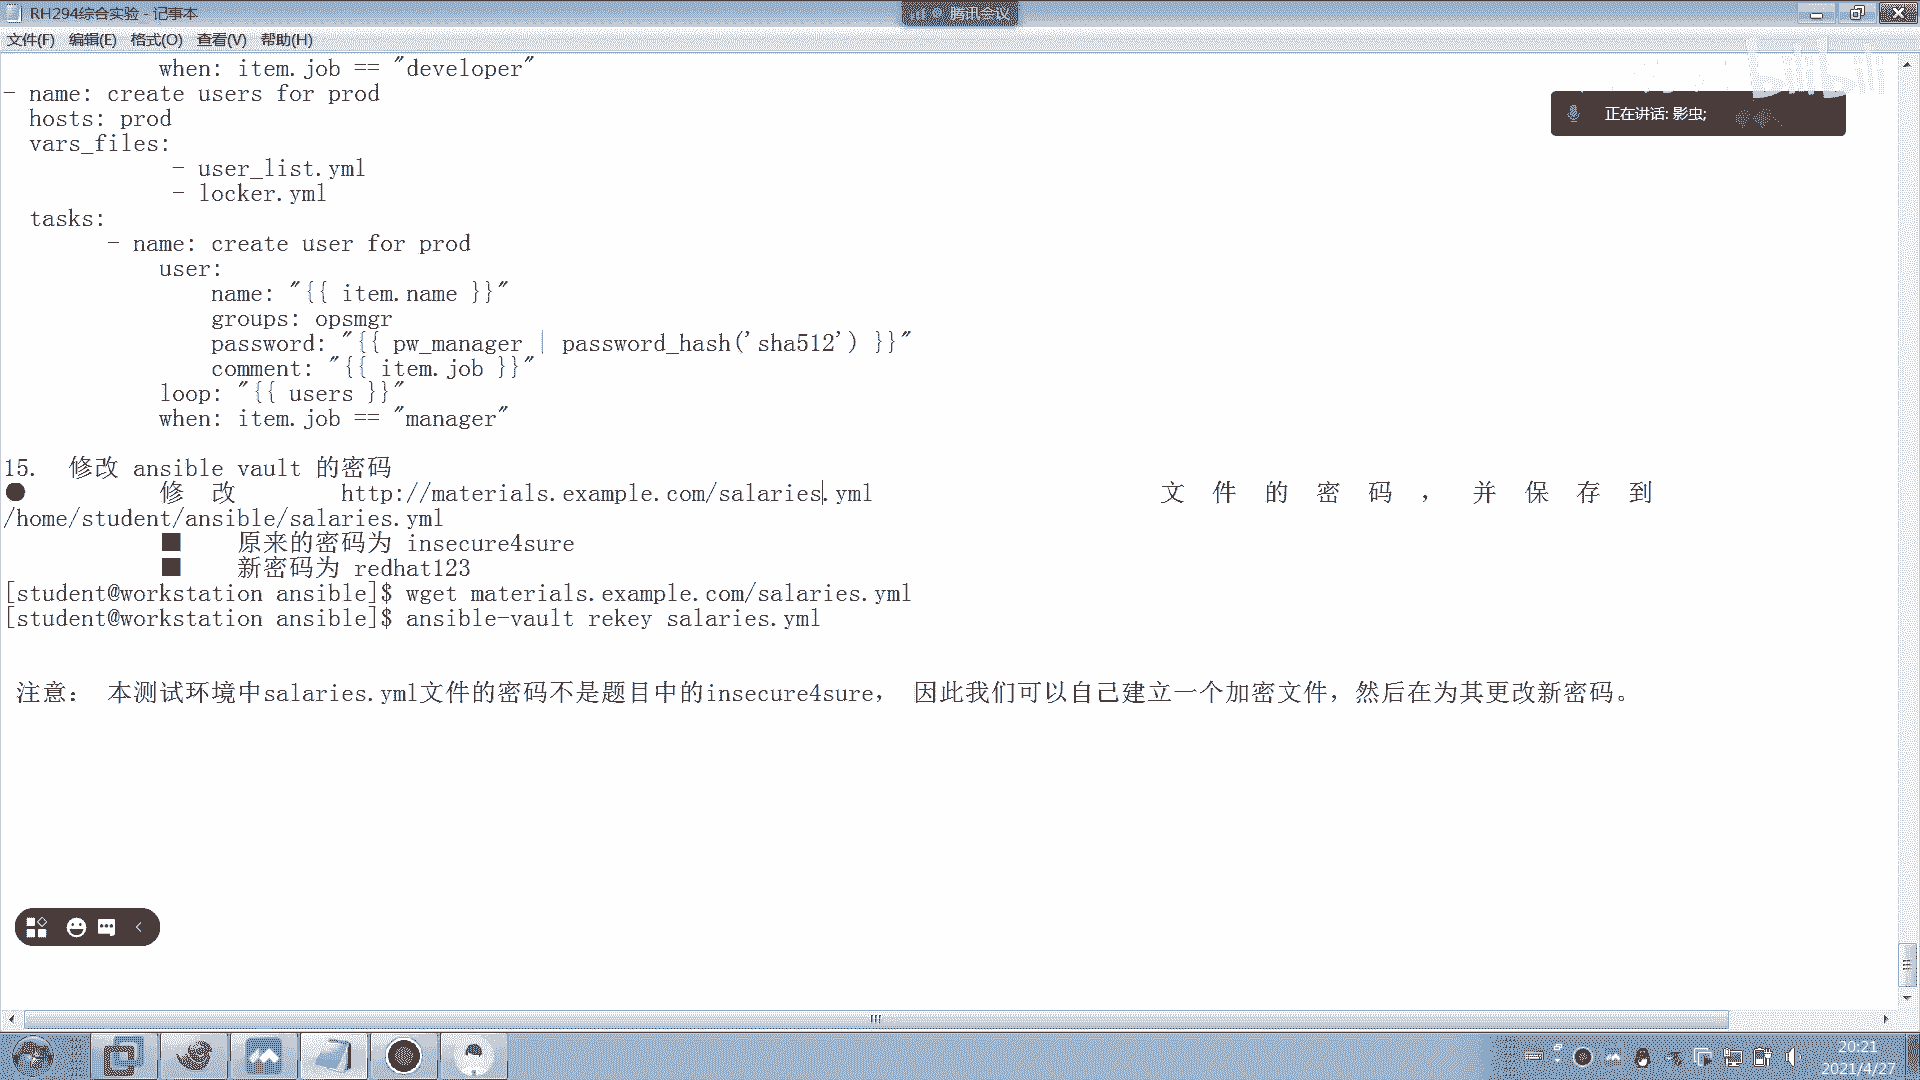 RH294综合实验 - 记事本
腾讯会议
文件(F) 编辑(E) 格式(O) 查看(V) 帮助(H)
when: item.job == "developer"
bilibili
- name: create users for prod
hosts: prod
正在讲话: 影虫;
vars_files:
- user_list.yml
- locker.yml
tasks:
- name: create user for prod
user:
name: "{{ item.name }}"
groups: opsmgr
password: "{{ pw_manager | password_hash('sha512') }}"
comment: "{{ item.job }}"
loop: "{{ users }}"
when: item.job == "manager"
15. 修改 ansible vault 的密码
● 修 改 http://materials.example.com/salaries.yml 文 件 的 密 码 ， 并 保 存 到
/home/student/ansible/salaries.yml
■ 原来的密码为 insecure4sure
■ 新密码为 redhat123
[student@workstation ansible]$ wget materials.example.com/salaries.yml
[student@workstation ansible]$ ansible-vault rekey salaries.yml
注意： 本测试环境中salaries.yml文件的密码不是题目中的insecure4sure， 因此我们可以自己建立一个加密文件，然后在为其更改新密码。
20:21
2021/4/27